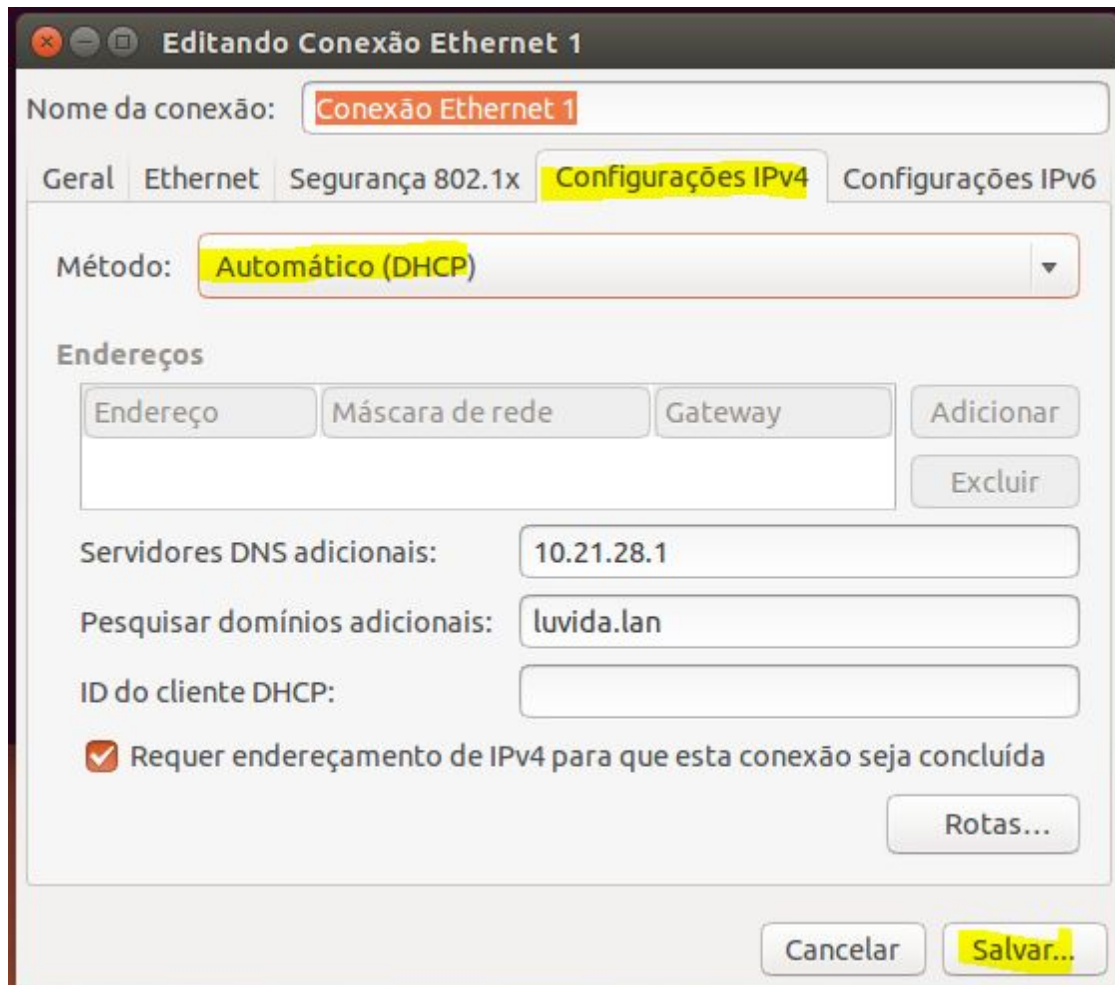 Editando Conexão Ethernet 1
Nome da conexão: Conexão Ethernet 1
Geral Ethernet Segurança 802.1x Configurações IPv4 Configurações IPv6
Método: Automático (DHCP)
Endereços
Endereço Máscara de rede Gateway Adicionar
Excluir
Servidores DNS adicionais: 10.21.28.1
Pesquisar domínios adicionais: luvida.lan
ID do cliente DHCP:
Requer endereçamento de IPv4 para que esta conexão seja concluída
Rotas...
Cancelar Salvar...